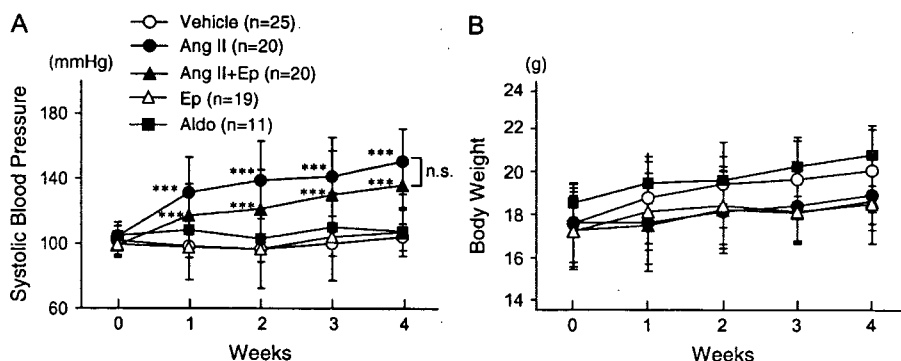 A
Vehicle (n=25)
Ang II (n=20)
Ang II+Ep (n=20)
Ep (n=19)
Aldo (n=11)
(mmHg)
Systolic Blood Pressure
180
140
100
60
*** *** *** ***
*** *** *** ***
n.s.
0 1 2 3 4
Weeks
B
(g)
Body Weight
24
22
20
18
16
14
0 1 2 3 4
Weeks